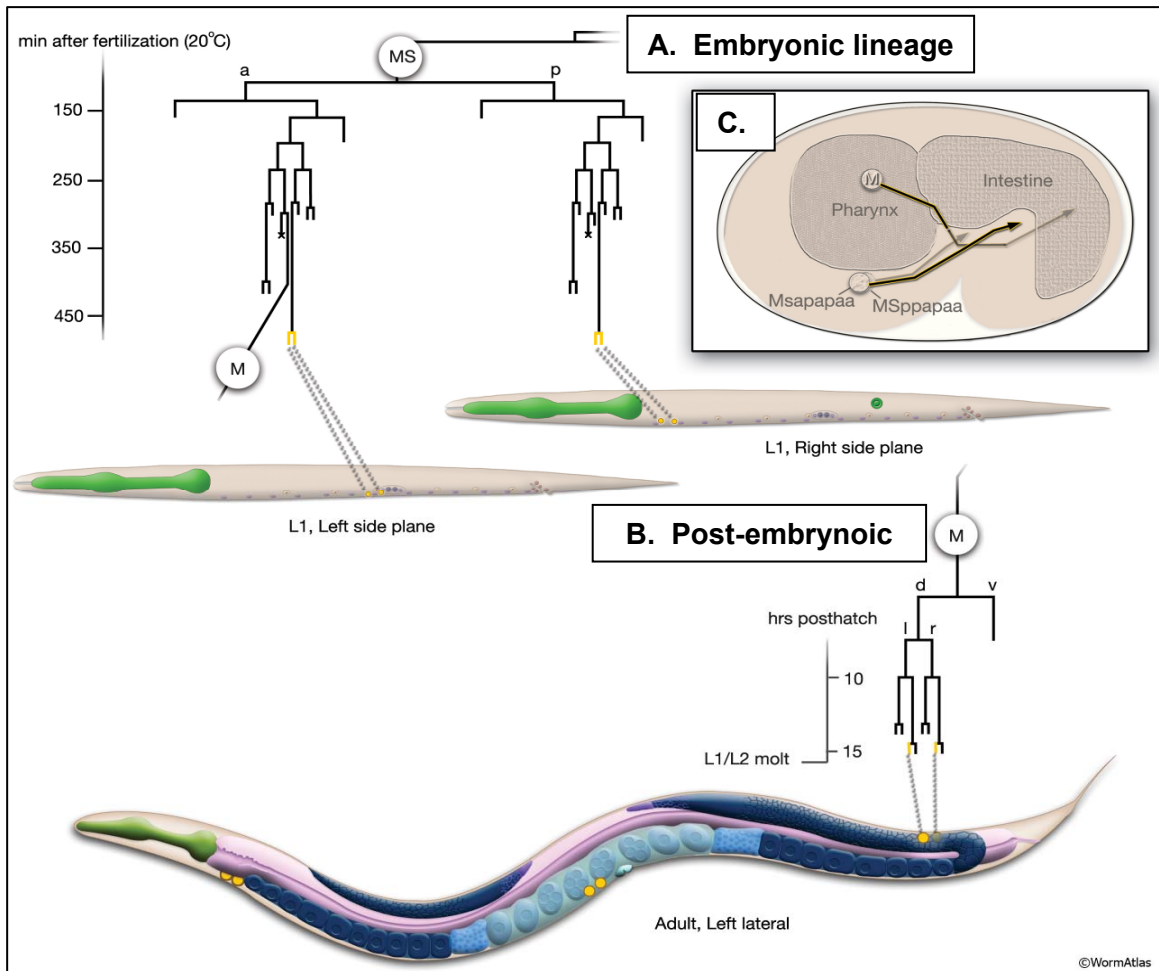 min after fertilization (20°C)
MS
A. Embryonic lineage
a
p
C.
150
250
350
450
M
Pharynx
Intestine
Msapapaa
MSppapaa
M
L1, Right side plane
L1, Left side plane
B. Post-embrynoic
M
d
v
hrs posthatch
l
r
10
15
L1/L2 molt
Adult, Left lateral
©WormAtlas